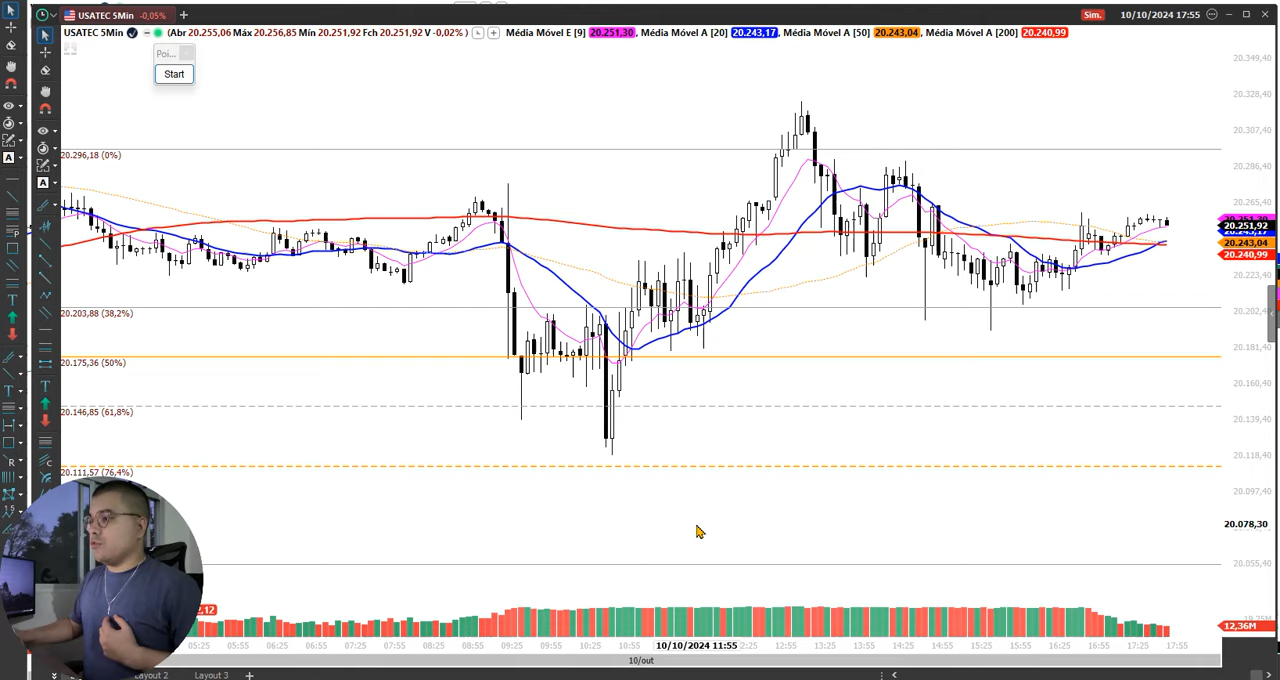 USATEC 5Min -0,05% +
Sim. 10/10/2024 17:55
USATEC 5Min (Abr 20.255,06 Máx 20.256,85 Mín 20.251,92 Fch 20.251,92 V -0,02% ) Média Móvel E [9] 20.251,30, Média Móvel A [20] 20.243,17, Média Móvel A [50] 20.243,04, Média Móvel A [200] 20.240,99
Poi...
Start
20.349,40
20.328,40
20.307,40
20.286,40
20.265,40
20.251,30
20.251,92
20.243,17
20.243,04
20.240,99
20.223,40
20.202,40
20.181,40
20.160,40
20.139,40
20.118,40
20.097,40
20.078,30
20.055,40
20.296,18 (0%)
20.203,88 (38,2%)
20.175,36 (50%)
20.146,85 (61,8%)
20.111,57 (76,4%)
12,36M
05:25 05:55 06:25 06:55 07:25 07:55 08:25 08:55 09:25 09:55 10:25 10:55 10/10/2024 11:55 12:25 12:55 13:25 13:55 14:25 14:55 15:25 15:55 16:25 16:55 17:25 17:55
10/out
Layout 2 Layout 3 +